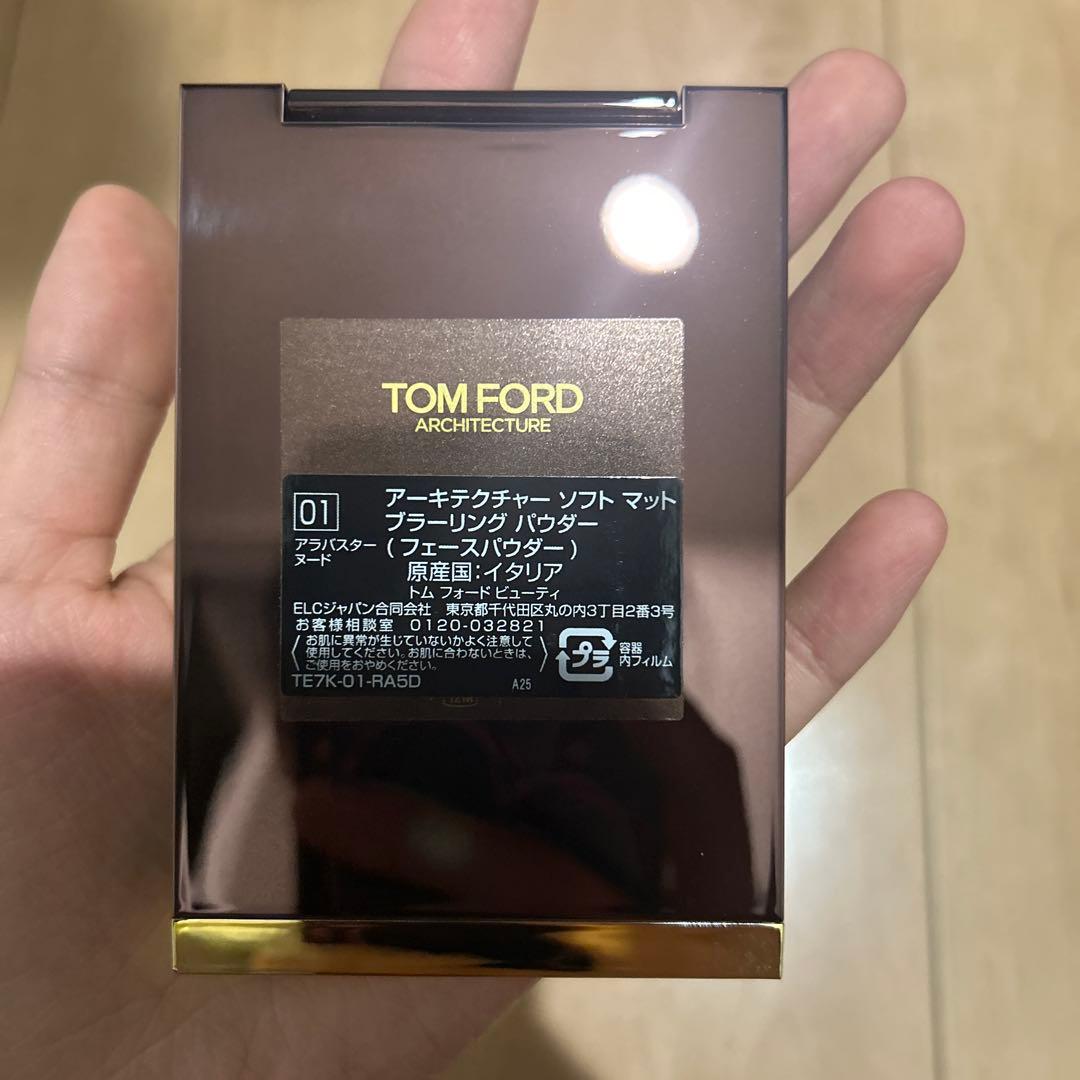 TOM FORD
ARCHITECTURE
01
アラバスター
ヌード
アーキテクチャー ソフト マット
ブラーリング パウダー
(フェースパウダー)
原産国:イタリア
トム フォード ビューティ
ELCジャパン合同会社 東京都千代田区丸の内3丁目2番3号
お客様相談室 0120-032821
お肌に異常が生じていないかよく注意して
使用してください。お肌に合わないときは、
ご使用をおやめください。
プラ
容器
内フィルム
TE7K-01-RA5D
A25
12M